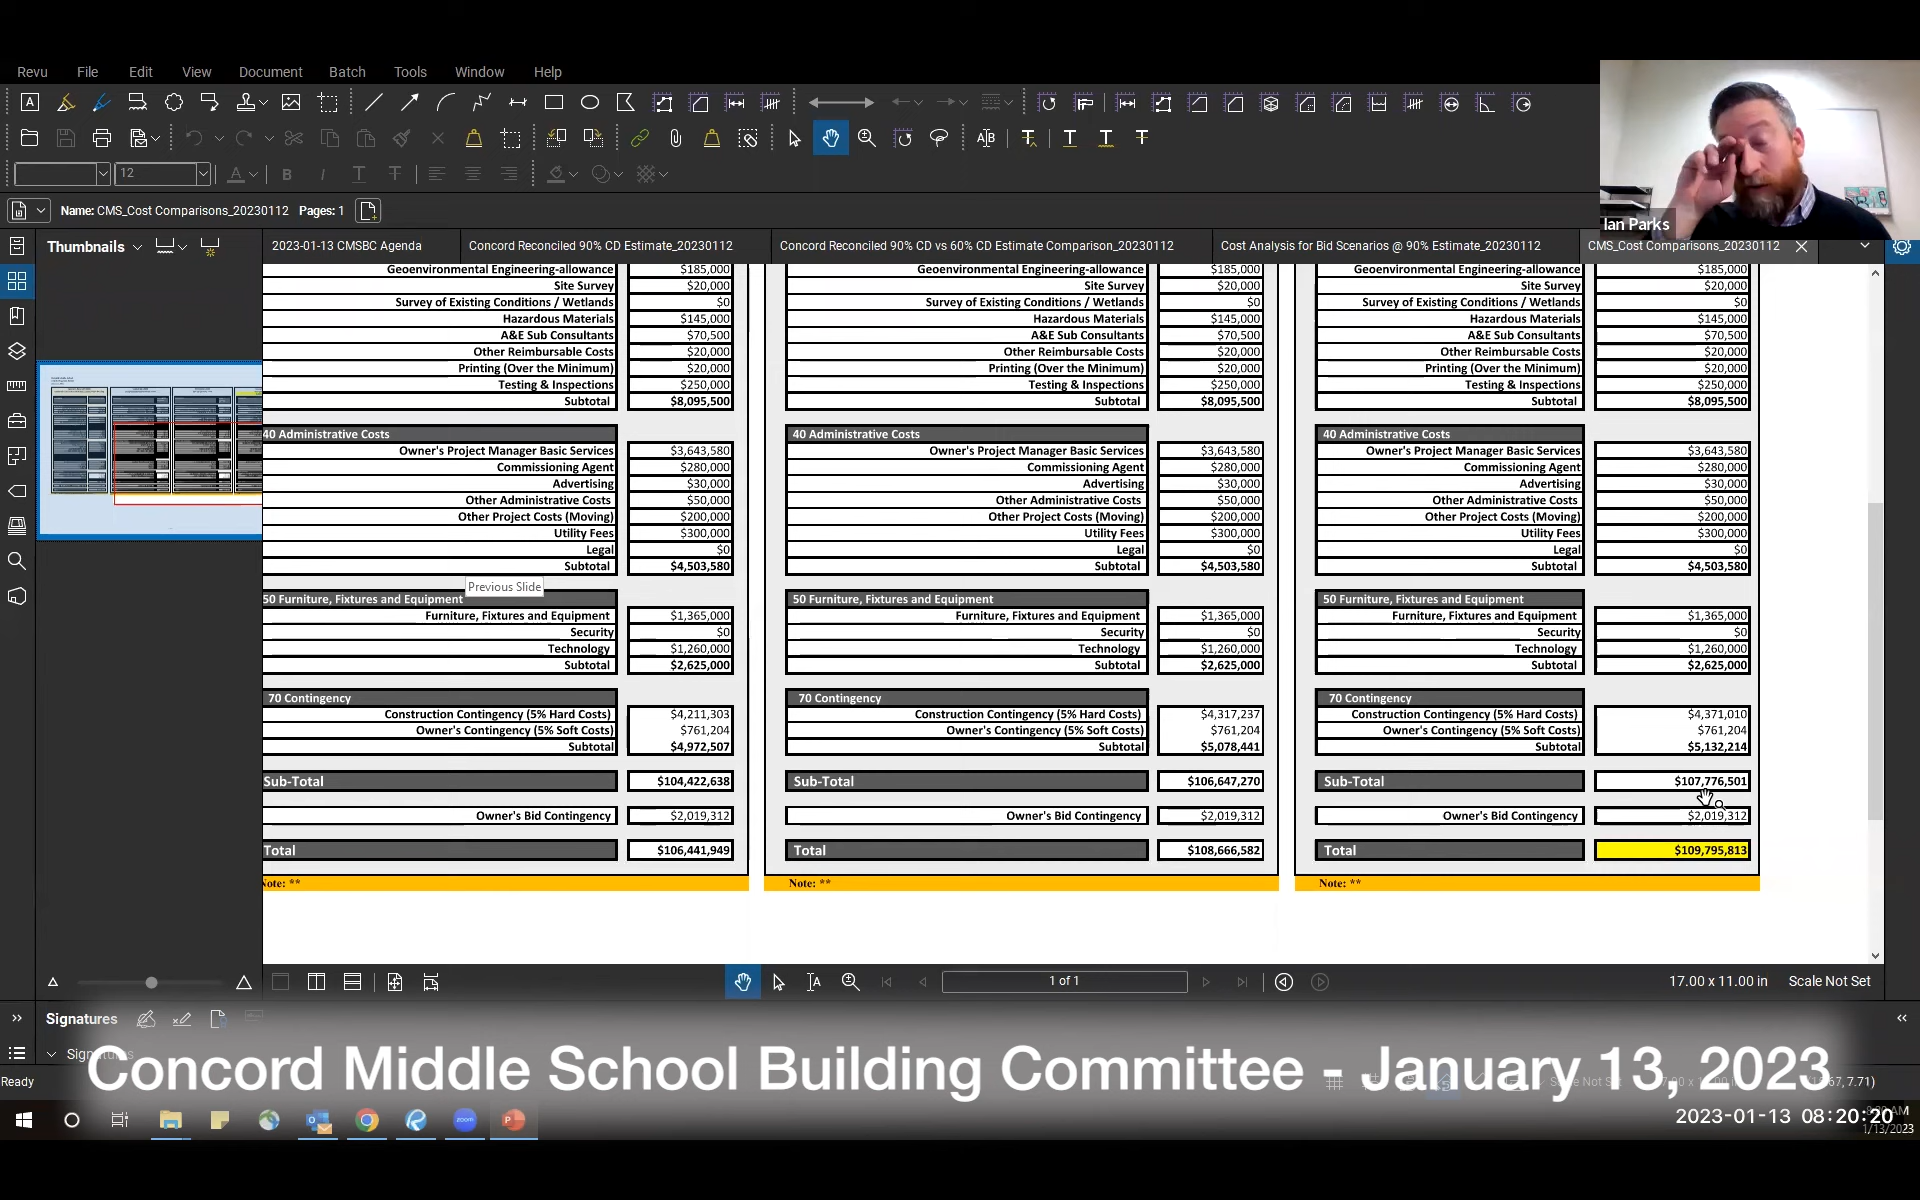 Revu File Edit View Document Batch Tools Window Help
12
Name: CMS_Cost Comparisons_20230112 Pages: 1
Ian Parks
Thumbnails
2023-01-13 CMSBC Agenda
Concord Reconciled 90% CD Estimate_20230112
Concord Reconciled 90% CD vs 60% CD Estimate Comparison_20230112
Cost Analysis for Bid Scenarios @ 90% Estimate_20230112
CMS_Cost Comparisons_20230112
Geoenvironmental Engineering-allowance $185,000
Site Survey $20,000
Survey of Existing Conditions / Wetlands $0
Hazardous Materials $145,000
A&E Sub Consultants $70,500
Other Reimbursable Costs $20,000
Printing (Over the Minimum) $20,000
Testing & Inspections $250,000
Subtotal $8,095,500
40 Administrative Costs
Owner's Project Manager Basic Services $3,643,580
Commissioning Agent $280,000
Advertising $30,000
Other Administrative Costs $50,000
Other Project Costs (Moving) $200,000
Utility Fees $300,000
Legal $0
Subtotal $4,503,580
Previous Slide
50 Furniture, Fixtures and Equipment
Furniture, Fixtures and Equipment $1,365,000
Security $0
Technology $1,260,000
Subtotal $2,625,000
70 Contingency
Construction Contingency (5% Hard Costs) $4,211,303
Owner's Contingency (5% Soft Costs) $761,204
Subtotal $4,972,507
Sub-Total $104,422,638
Owner's Bid Contingency $2,019,312
Total $106,441,949
Note: **
Geoenvironmental Engineering-allowance $185,000
Site Survey $20,000
Survey of Existing Conditions / Wetlands $0
Hazardous Materials $145,000
A&E Sub Consultants $70,500
Other Reimbursable Costs $20,000
Printing (Over the Minimum) $20,000
Testing & Inspections $250,000
Subtotal $8,095,500
40 Administrative Costs
Owner's Project Manager Basic Services $3,643,580
Commissioning Agent $280,000
Advertising $30,000
Other Administrative Costs $50,000
Other Project Costs (Moving) $200,000
Utility Fees $300,000
Legal $0
Subtotal $4,503,580
50 Furniture, Fixtures and Equipment
Furniture, Fixtures and Equipment $1,365,000
Security $0
Technology $1,260,000
Subtotal $2,625,000
70 Contingency
Construction Contingency (5% Hard Costs) $4,317,237
Owner's Contingency (5% Soft Costs) $761,204
Subtotal $5,078,441
Sub-Total $106,647,270
Owner's Bid Contingency $2,019,312
Total $108,666,582
Note: **
Geoenvironmental Engineering-allowance $185,000
Site Survey $20,000
Survey of Existing Conditions / Wetlands $0
Hazardous Materials $145,000
A&E Sub Consultants $70,500
Other Reimbursable Costs $20,000
Printing (Over the Minimum) $20,000
Testing & Inspections $250,000
Subtotal $8,095,500
40 Administrative Costs
Owner's Project Manager Basic Services $3,643,580
Commissioning Agent $280,000
Advertising $30,000
Other Administrative Costs $50,000
Other Project Costs (Moving) $200,000
Utility Fees $300,000
Legal $0
Subtotal $4,503,580
50 Furniture, Fixtures and Equipment
Furniture, Fixtures and Equipment $1,365,000
Security $0
Technology $1,260,000
Subtotal $2,625,000
70 Contingency
Construction Contingency (5% Hard Costs) $4,371,010
Owner's Contingency (5% Soft Costs) $761,204
Subtotal $5,132,214
Sub-Total $107,776,501
Owner's Bid Contingency $2,019,312
Total $109,795,813
Note: **
1 of 1
17.00 x 11.00 in Scale Not Set
Signatures
Signatures
Concord Middle School Building Committee - January 13, 2023
Ready
2023-01-13 08:20:20
1/13/2023